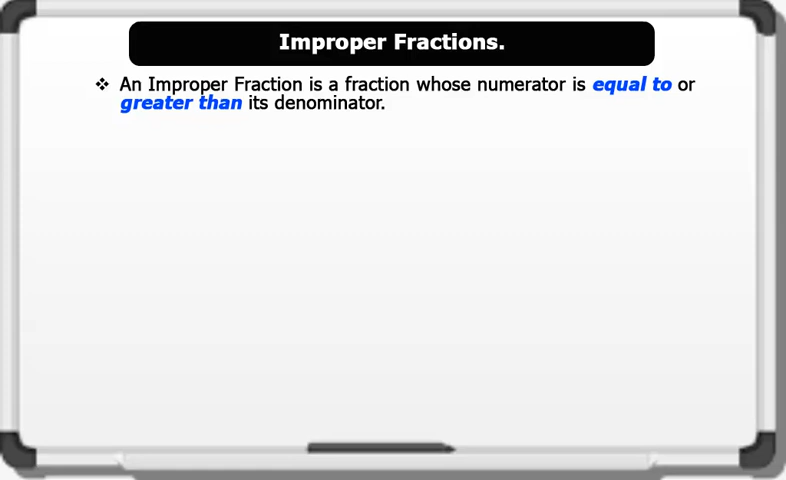 Improper Fractions.
❖ An Improper Fraction is a fraction whose numerator is equal to or
greater than its denominator.